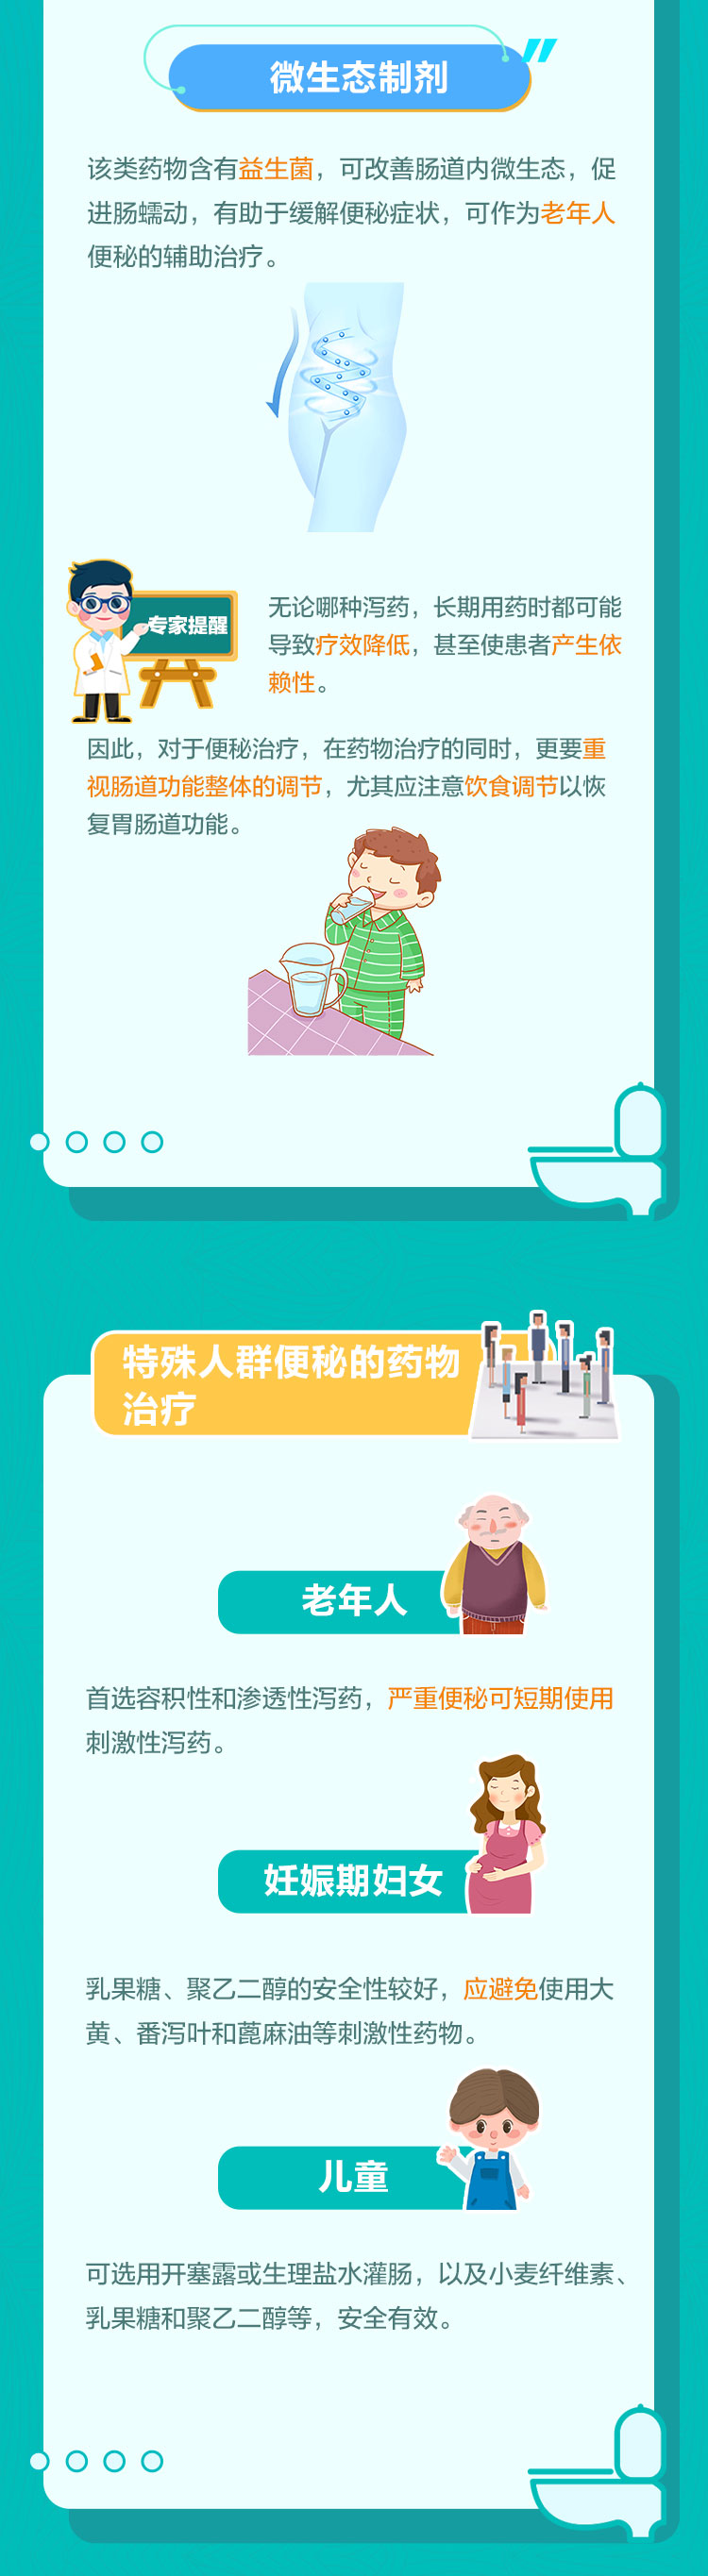 微生态制剂
该类药物含有益生菌，可改善肠道内微生态，促
进肠蠕动，有助于缓解便秘症状，可作为老年人
便秘的辅助治疗。
专家提醒
无论哪种泻药，长期用药时都可能
导致疗效降低，甚至使患者产生依
赖性。
因此，对于便秘治疗，在药物治疗的同时，更要重
视肠道功能整体的调节，尤其应注意饮食调节以恢
复胃肠道功能。
特殊人群便秘的药物
治疗
老年人
首选容积性和渗透性泻药，严重便秘可短期使用
刺激性泻药。
妊娠期妇女
乳果糖、聚乙二醇的安全性较好，应避免使用大
黄、番泻叶和蓖麻油等刺激性药物。
儿童
可选用开塞露或生理盐水灌肠，以及小麦纤维素、
乳果糖和聚乙二醇等，安全有效。